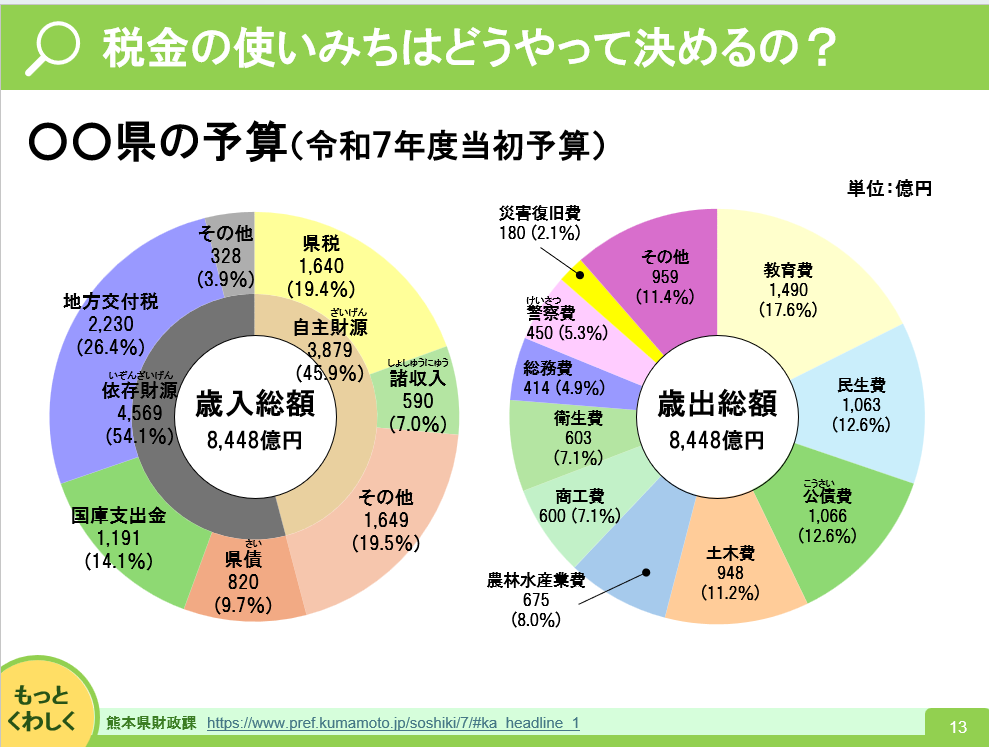 税金の使いみちはどうやって決めるの？
〇〇県の予算（令和７年度当初予算）
単位：億円
その他
328
(3.9%)
県税
1,640
(19.4%)
地方交付税
2,230
(26.4%)
ざいげん
自主財源
3,879
(45.9%)
しょしゅうにゅう
諸収入
590
(7.0%)
いぞんざいげん
依存財源
4,569
(54.1%)
歳入総額
8,448億円
その他
1,649
(19.5%)
国庫支出金
1,191
(14.1%)
さい
県債
820
(9.7%)
災害復旧費
180 (2.1%)
その他
959
(11.4%)
教育費
1,490
(17.6%)
けいさつ
警察費
450 (5.3%)
総務費
414 (4.9%)
民生費
1,063
(12.6%)
歳出総額
8,448億円
衛生費
603
(7.1%)
こうさい
公債費
1,066
(12.6%)
商工費
600 (7.1%)
土木費
948
(11.2%)
農林水産業費
675
(8.0%)
もっと
くわしく
熊本県財政課 https://www.pref.kumamoto.jp/soshiki/7/#ka_headline_1
13